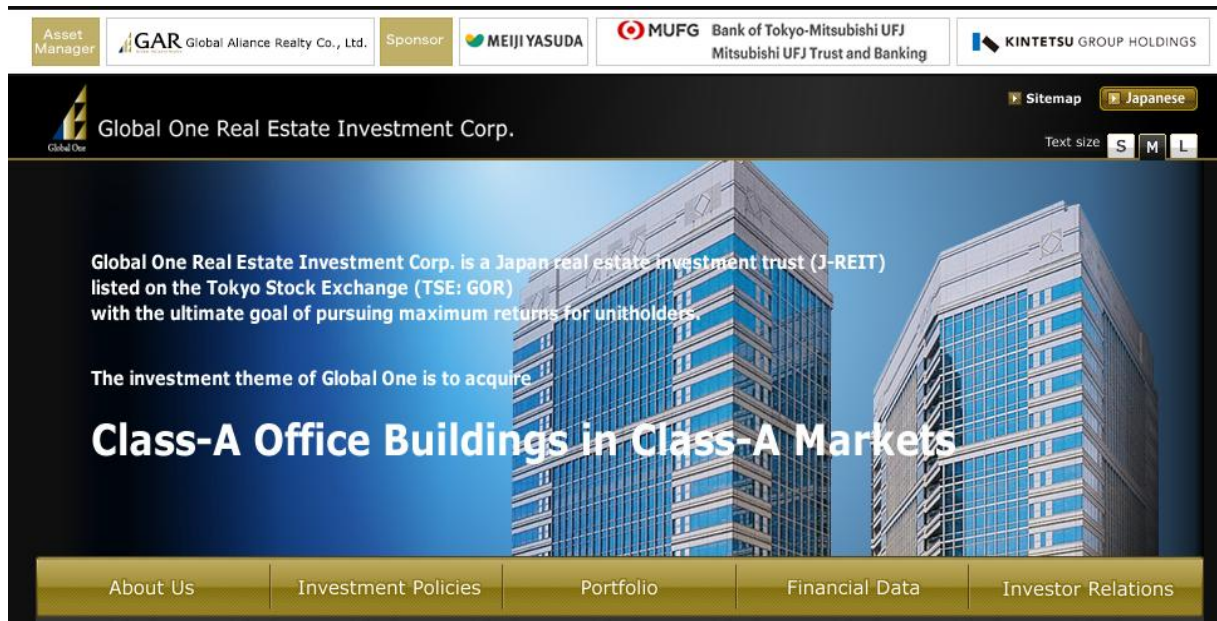 Asset
Manager
GAR Global Aliance Realty Co., Ltd.
Sponsor
MEIJI YASUDA
MUFG Bank of Tokyo-Mitsubishi UFJ
Mitsubishi UFJ Trust and Banking
KINTETSU GROUP HOLDINGS
Sitemap
Japanese
Global One
Global One Real Estate Investment Corp.
Text size S M L
Global One Real Estate Investment Corp. is a Japan real estate investment trust (J-REIT)
listed on the Tokyo Stock Exchange (TSE: GOR)
with the ultimate goal of pursuing maximum returns for unitholders.
The investment theme of Global One is to acquire
Class-A Office Buildings in Class-A Markets
About Us
Investment Policies
Portfolio
Financial Data
Investor Relations